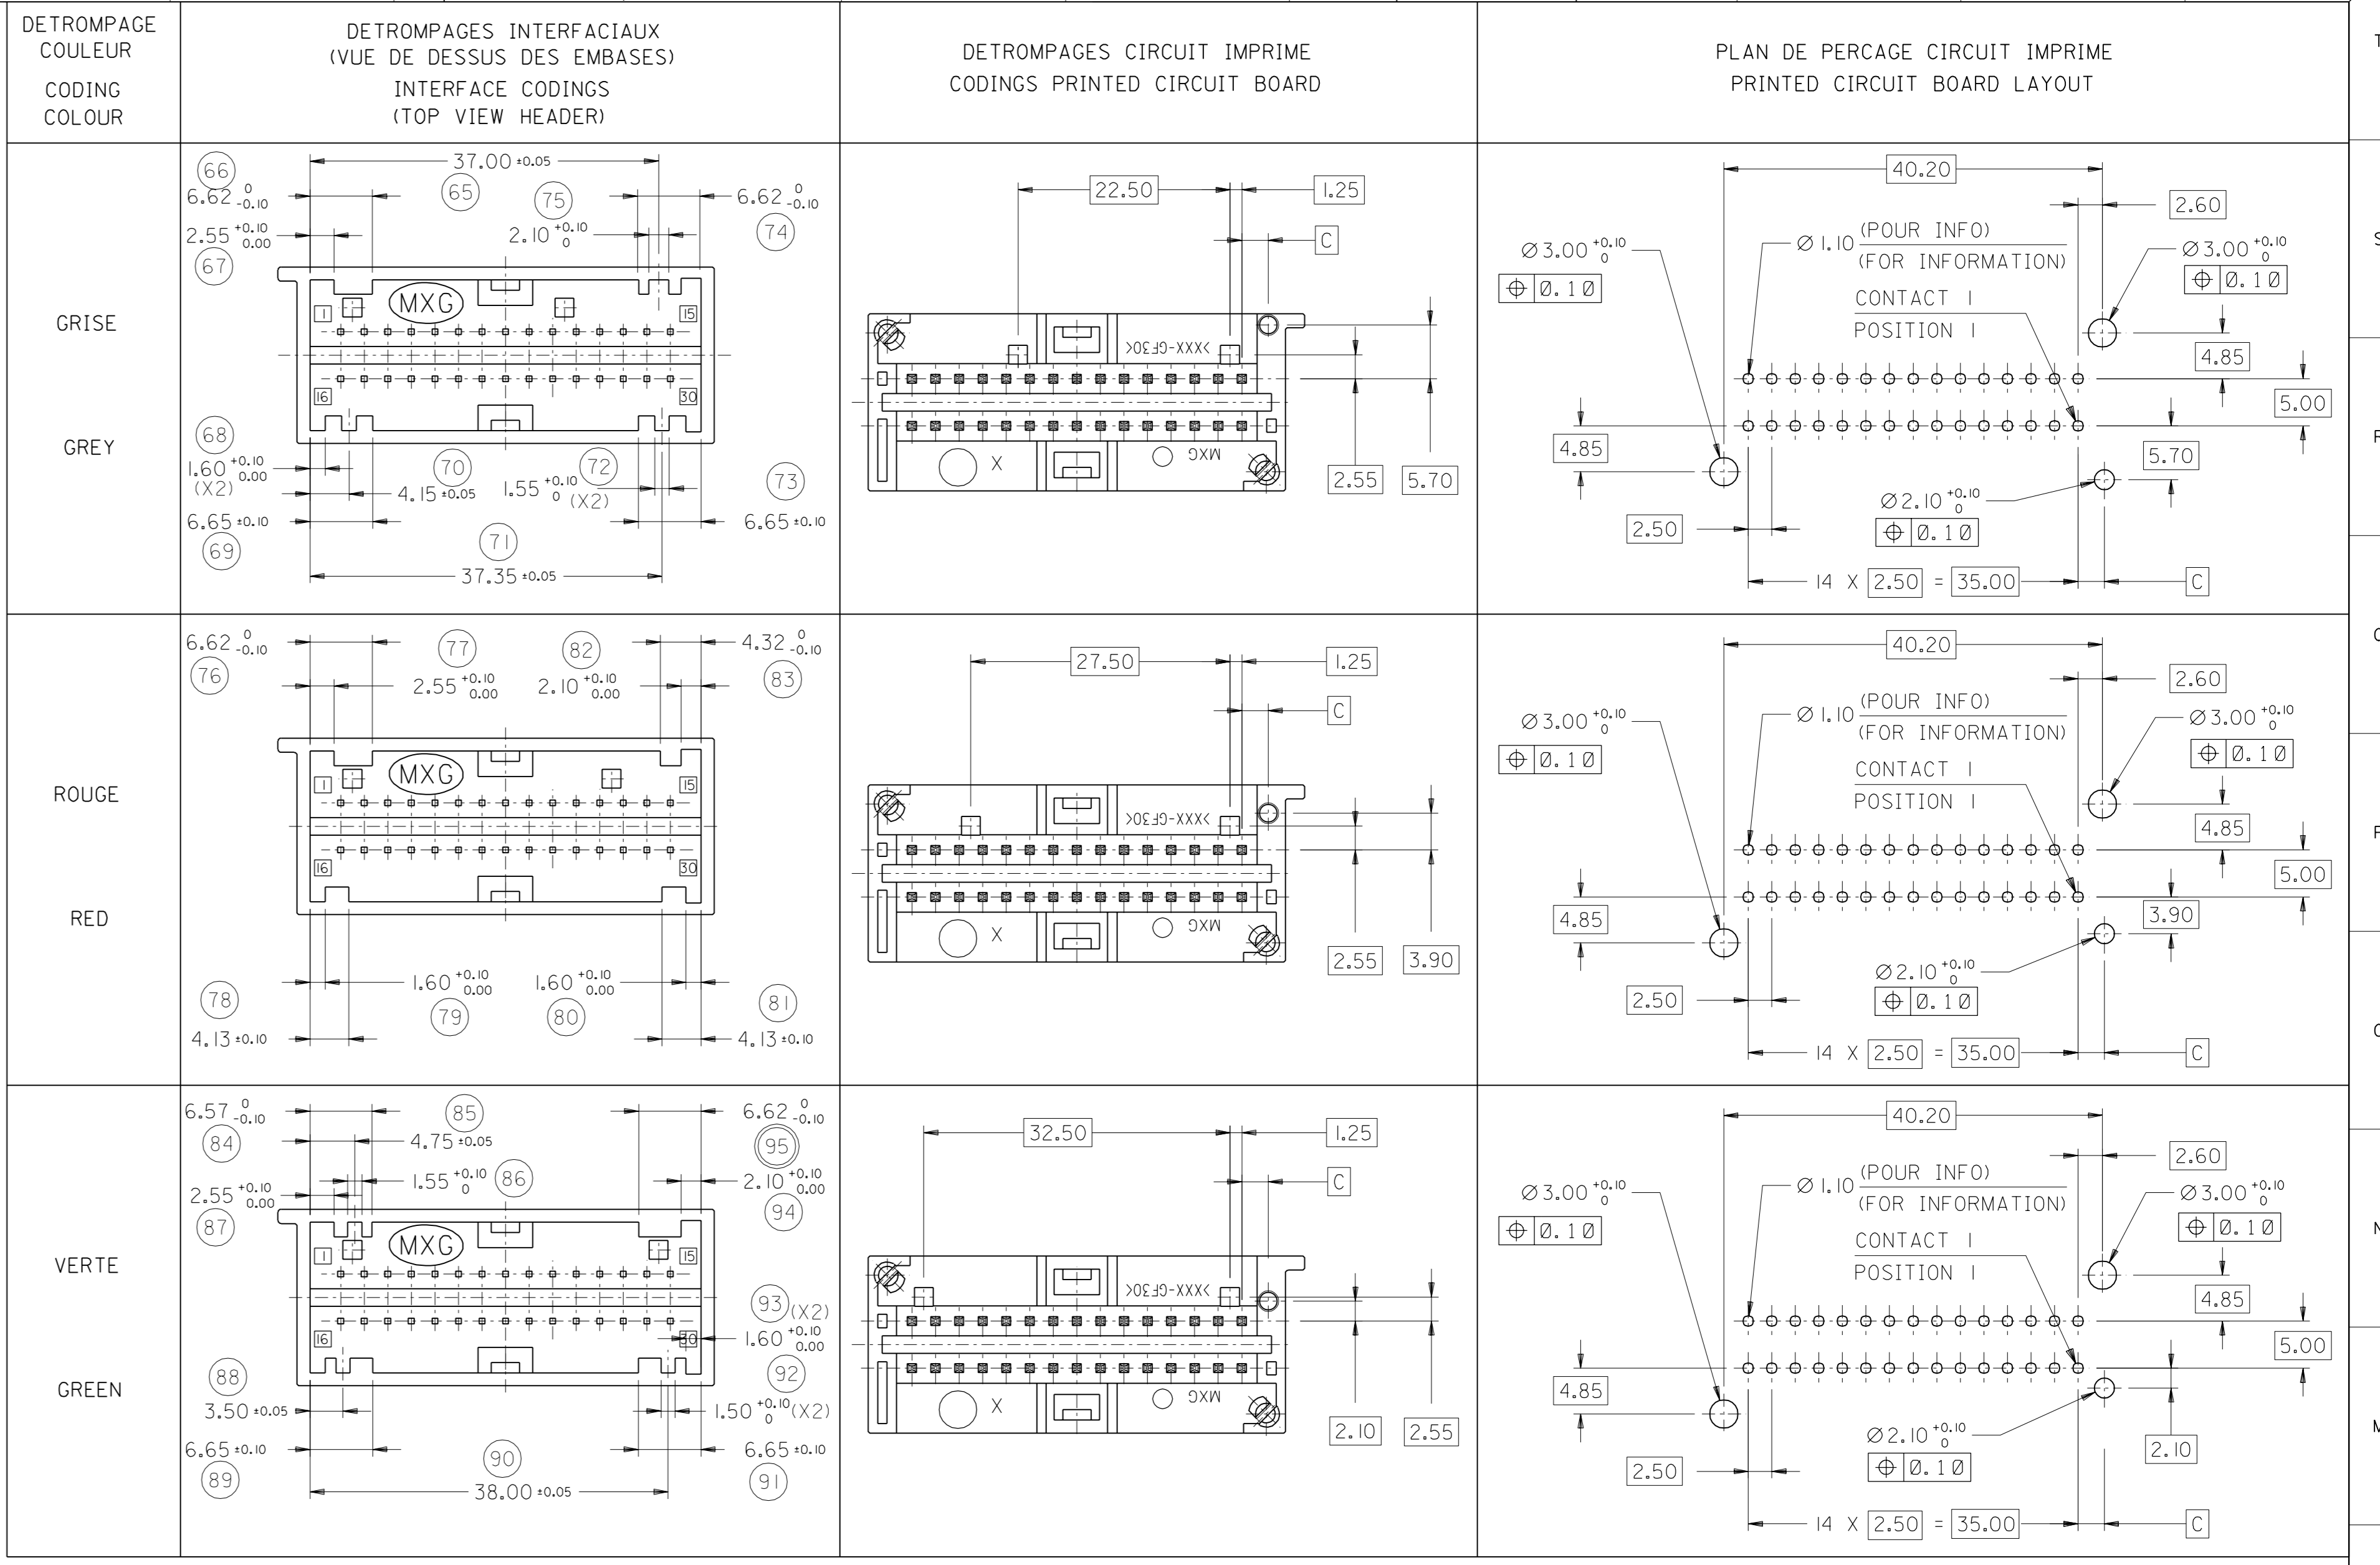 DETROMPAGE
COULEUR
CODING
COLOUR
DETROMPAGES INTERFACIAUX
(VUE DE DESSUS DES EMBASES)
INTERFACE CODINGS
(TOP VIEW HEADER)
DETROMPAGES CIRCUIT IMPRIME
CODINGS PRINTED CIRCUIT BOARD
PLAN DE PERCAGE CIRCUIT IMPRIME
PRINTED CIRCUIT BOARD LAYOUT
GRISE
GREY
66
6.62 0 -0.10
37.00 ±0.05
65
75
6.62 0 -0.10
74
2.55 +0.10 0.00
67
2.10 +0.10 0
MXG
1
15
16
30
68
1.60 +0.10 0.00
(X2)
70
4.15 ±0.05
72
1.55 +0.10 0 (X2)
73
6.65 ±0.10
69
6.65 ±0.10
71
37.35 ±0.05
22.50
1.25
C
>XXX-GF30<
X
MXG
2.55
5.70
40.20
2.60
Ø3.00 +0.10 0
⌖ 0.10
Ø1.10 (POUR INFO)
(FOR INFORMATION)
Ø3.00 +0.10 0
⌖ 0.10
CONTACT 1
POSITION 1
4.85
5.00
4.85
5.70
Ø2.10 +0.10 0
⌖ 0.10
2.50
14 X 2.50 = 35.00
C
ROUGE
RED
6.62 0 -0.10
76
77
82
4.32 0 -0.10
83
2.55 +0.10 0.00
2.10 +0.10 0.00
MXG
1
15
16
30
78
1.60 +0.10 0.00
79
1.60 +0.10 0.00
80
81
4.13 ±0.10
4.13 ±0.10
27.50
1.25
C
>XXX-GF30<
X
MXG
2.55
3.90
40.20
2.60
Ø3.00 +0.10 0
⌖ 0.10
Ø1.10 (POUR INFO)
(FOR INFORMATION)
Ø3.00 +0.10 0
⌖ 0.10
CONTACT 1
POSITION 1
4.85
5.00
4.85
3.90
Ø2.10 +0.10 0
⌖ 0.10
2.50
14 X 2.50 = 35.00
C
VERTE
GREEN
6.57 0 -0.10
84
85
4.75 ±0.05
6.62 0 -0.10
95
1.55 +0.10 0
86
2.10 +0.10 0.00
94
2.55 +0.10 0.00
87
MXG
1
15
16
30
93 (X2)
1.60 +0.10 0.00
92
88
3.50 ±0.05
1.50 +0.10 0 (X2)
6.65 ±0.10
89
90
6.65 ±0.10
91
38.00 ±0.05
32.50
1.25
C
>XXX-GF30<
X
MXG
2.10
2.55
40.20
2.60
Ø3.00 +0.10 0
⌖ 0.10
Ø1.10 (POUR INFO)
(FOR INFORMATION)
Ø3.00 +0.10 0
⌖ 0.10
CONTACT 1
POSITION 1
4.85
5.00
4.85
2.10
Ø2.10 +0.10 0
⌖ 0.10
2.50
14 X 2.50 = 35.00
C